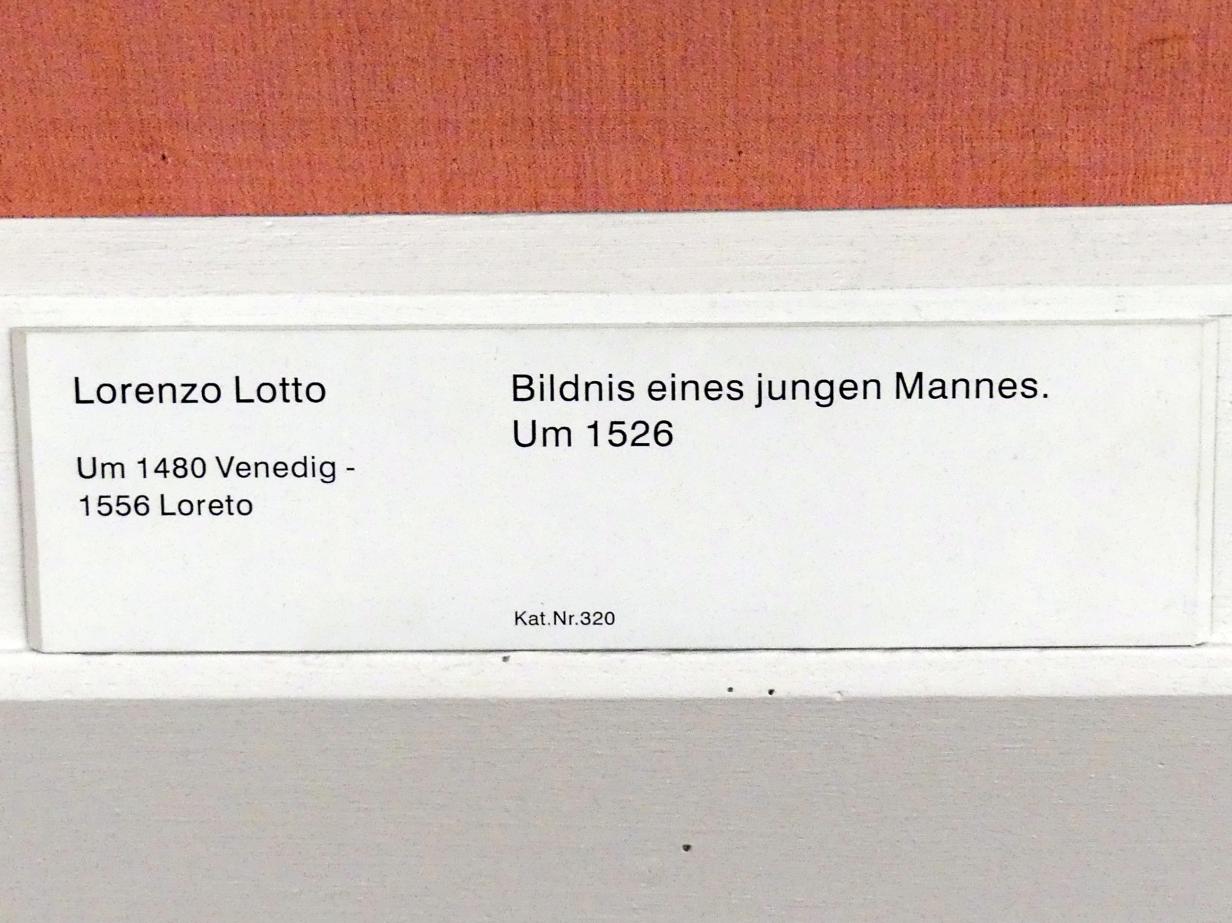 Lorenzo Lotto
Um 1480 Venedig -
1556 Loreto
Bildnis eines jungen Mannes.
Um 1526
Kat.Nr.320